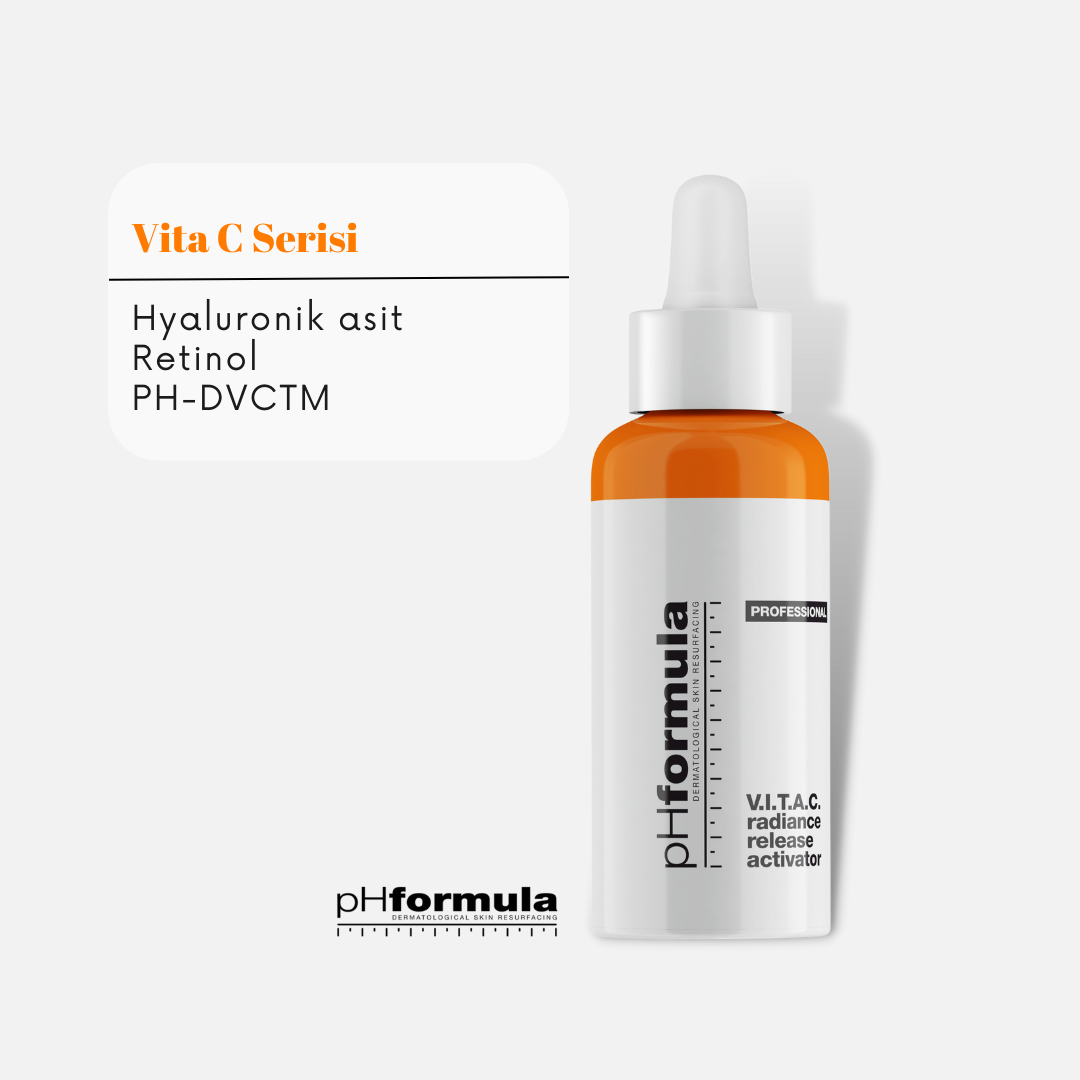 Vita C Serisi
Hyaluronik asit
Retinol
PH-DVCTM
pHformula
DERMATOLOGICAL SKIN RESURFACING
PROFESSIONAL
V.I.T.A.C.
radiance
release
activator
pHformula
DERMATOLOGICAL SKIN RESURFACING